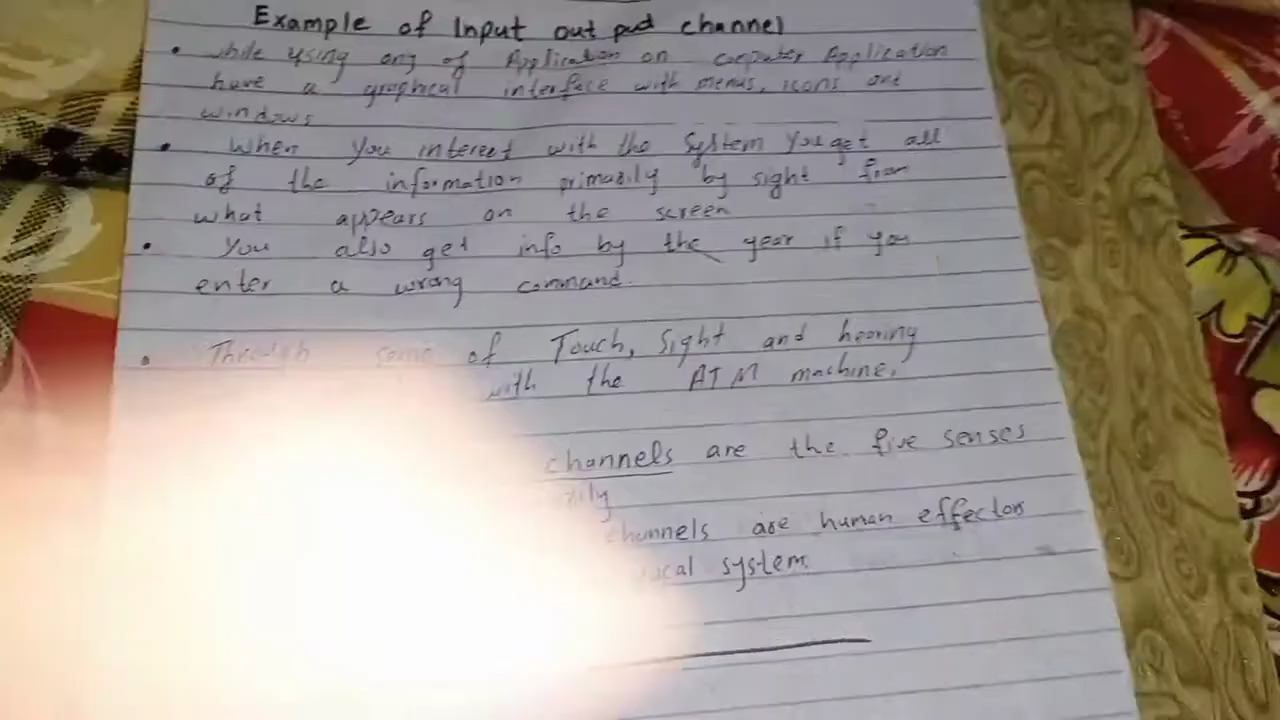 Example of Input out put channel
while using any of Application on computer Application
have a graphical interface with menus, icons and
windows
When you interect with the System You get all
of the information primarily by sight from
what appears on the screen
You also get info by the year if you
enter a wrong command.
Through some of Touch, Sight and hearing
with the ATM machine.
channels are the five senses
channels are human effectors
system